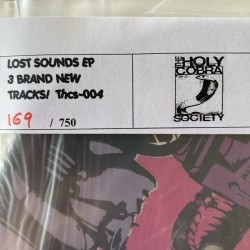 LOST SOUNDS EP
3 BRAND NEW
TRACKS! Thcs-004
169 / 750
THE HOLY
COBRA
SOCIETY